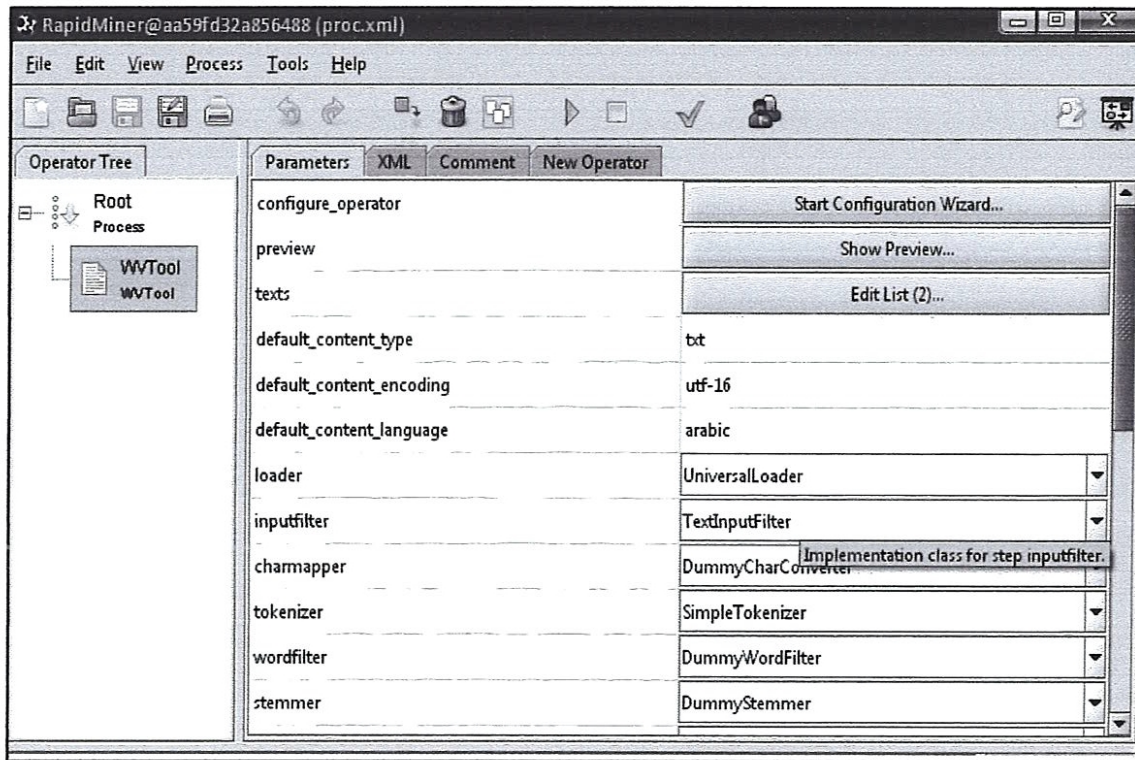 RapidMiner@aa59fd32a856488 (proc.xml)
File Edit View Process Tools Help
Operator Tree
Parameters XML Comment New Operator
Root
Process
WVTool
WVTool
configure_operator Start Configuration Wizard...
preview Show Preview...
texts Edit List (2)...
default_content_type txt
default_content_encoding utf-16
default_content_language arabic
loader UniversalLoader
inputfilter TextInputFilter
Implementation class for step inputfilter.
charmapper DummyCharConverter
tokenizer SimpleTokenizer
wordfilter DummyWordFilter
stemmer DummyStemmer